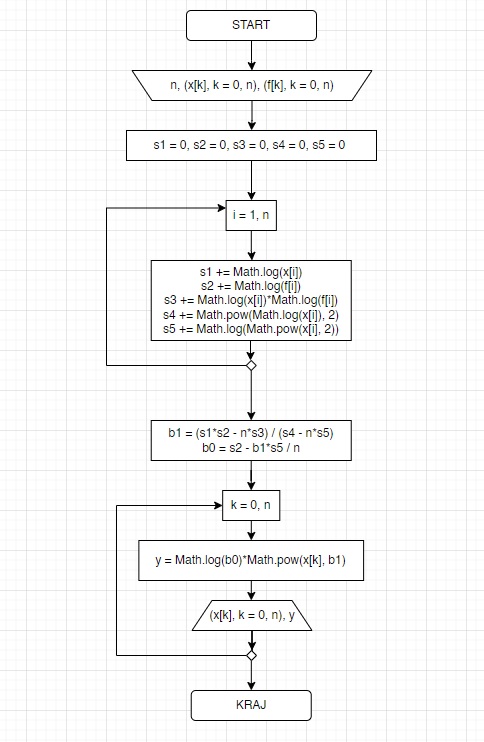 START
n, (x[k], k = 0, n), (f[k], k = 0, n)
s1 = 0, s2 = 0, s3 = 0, s4 = 0, s5 = 0
i = 1, n
s1 += Math.log(x[i])
s2 += Math.log(f[i])
s3 += Math.log(x[i])*Math.log(f[i])
s4 += Math.pow(Math.log(x[i]), 2)
s5 += Math.log(Math.pow(x[i], 2))
b1 = (s1*s2 - n*s3) / (s4 - n*s5)
b0 = s2 - b1*s5 / n
k = 0, n
y = Math.log(b0)*Math.pow(x[k], b1)
(x[k], k = 0, n), y
KRAJ